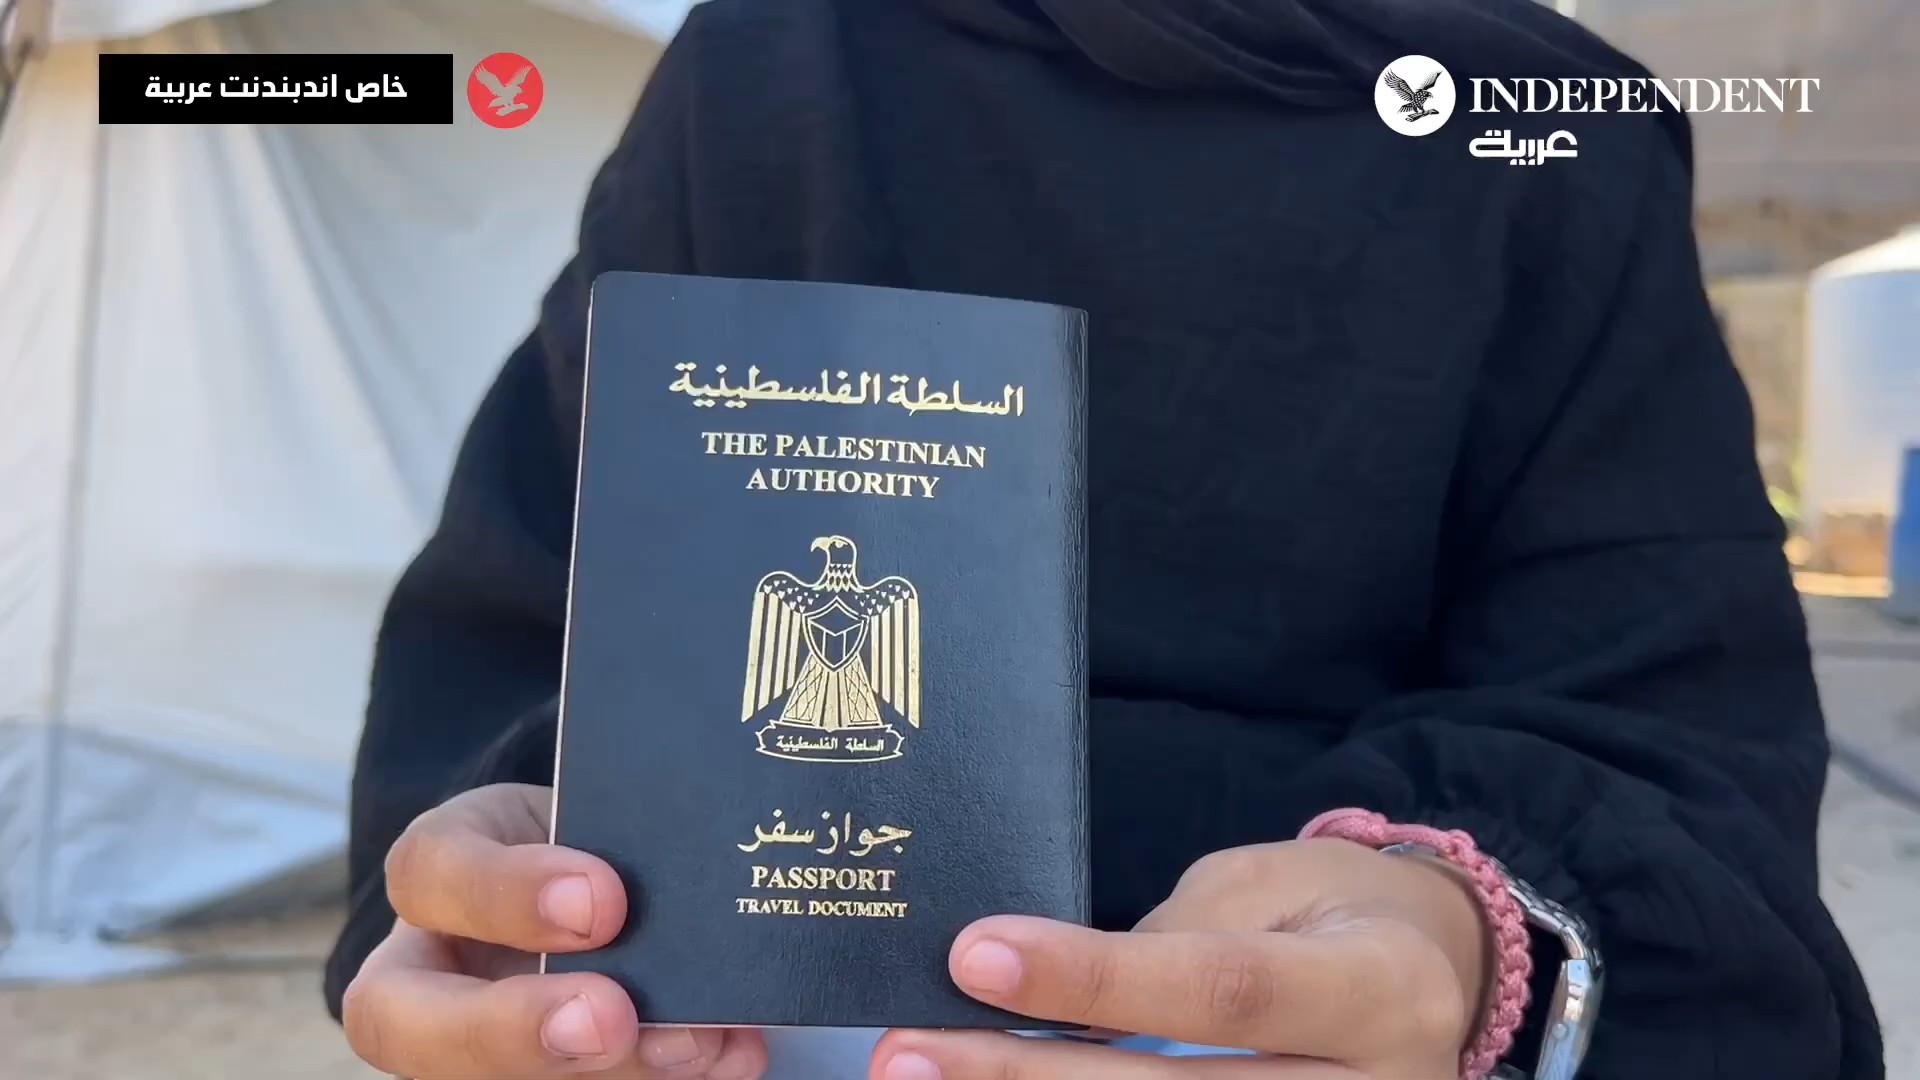 خاص اندبندنت عربية
INDEPENDENT
عربية
السلطة الفلسطينية
THE PALESTINIAN
AUTHORITY
السلطة الفلسطينية
جواز سفر
PASSPORT
TRAVEL DOCUMENT